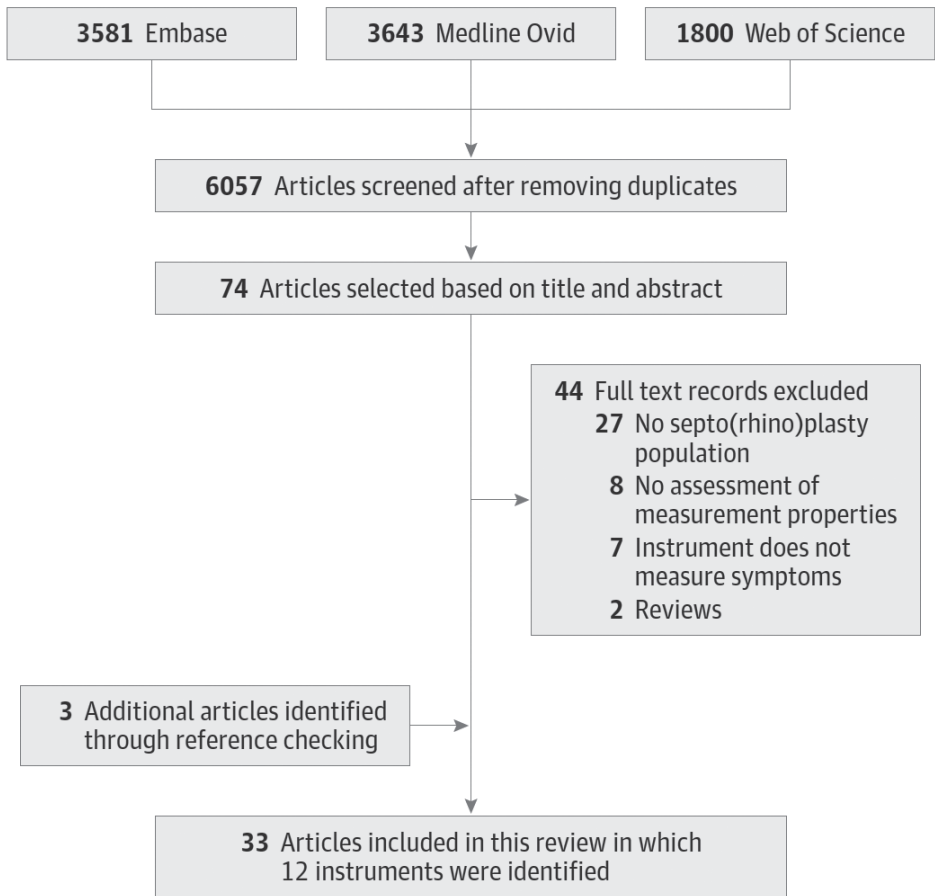 3581 Embase
3643 Medline Ovid
1800 Web of Science
6057 Articles screened after removing duplicates
74 Articles selected based on title and abstract
44 Full text records excluded
27 No septo(rhino)plasty
population
8 No assessment of
measurement properties
7 Instrument does not
measure symptoms
2 Reviews
3 Additional articles identified
through reference checking
33 Articles included in this review in which
12 instruments were identified